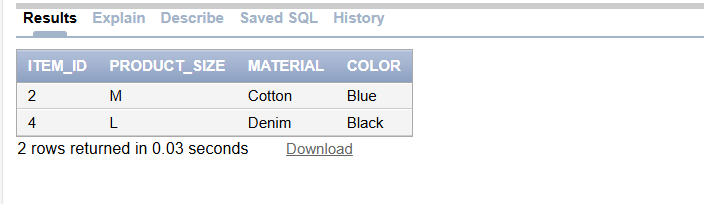 Results Explain Describe Saved SQL History
ITEM_ID PRODUCT_SIZE MATERIAL COLOR
2 M Cotton Blue
4 L Denim Black
2 rows returned in 0.03 seconds Download